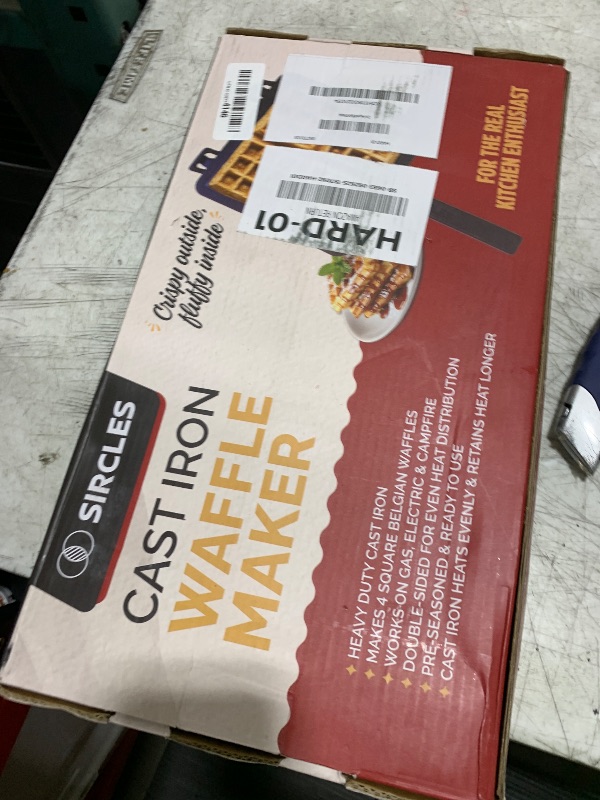 SIRCLES
CAST IRON
WAFFLE
MAKER
Crispy outside,
fluffy inside
FOR THE REAL
KITCHEN ENTHUSIAST
HEAVY DUTY CAST IRON
MAKES 4 SQUARE BELGIAN WAFFLES
WORKS ON GAS, ELECTRIC & CAMPFIRE
DOUBLE-SIDED FOR EVEN HEAT DISTRIBUTION
PRE-SEASONED & READY TO USE
CAST IRON HEATS EVENLY & RETAINS HEAT LONGER
HARD-01